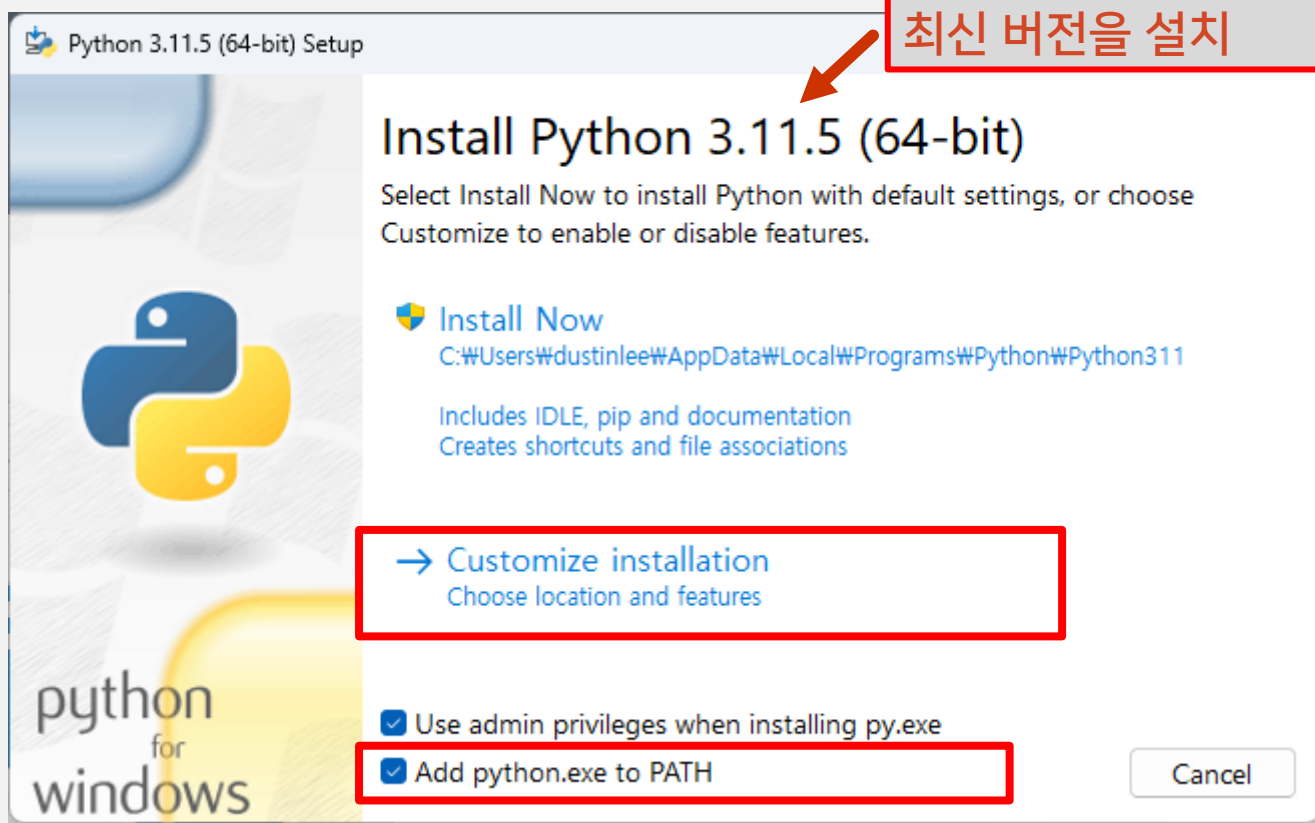 최신 버전을 설치
Python 3.11.5 (64-bit) Setup
Install Python 3.11.5 (64-bit)
Select Install Now to install Python with default settings, or choose
Customize to enable or disable features.
Install Now
C:₩Users₩dustinlee₩AppData₩Local₩Programs₩Python₩Python311
Includes IDLE, pip and documentation
Creates shortcuts and file associations
→ Customize installation
Choose location and features
python
for
windows
Use admin privileges when installing py.exe
Add python.exe to PATH
Cancel